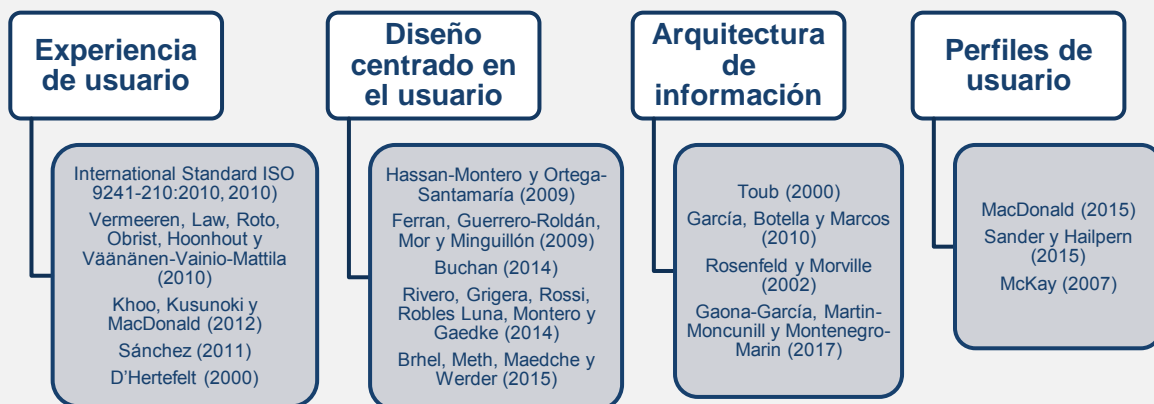 Experiencia
de usuario
International Standard ISO
9241-210:2010, 2010)
Vermeeren, Law, Roto,
Obrist, Hoonhout y
Väänänen-Vainio-Mattila
(2010)
Khoo, Kusunoki y
MacDonald (2012)
Sánchez (2011)
D'Hertefelt (2000)
Diseño
centrado en
el usuario
Hassan-Montero y Ortega-
Santamaría (2009)
Ferran, Guerrero-Roldán,
Mor y Minguillón (2009)
Buchan (2014)
Rivero, Grigera, Rossi,
Robles Luna, Montero y
Gaedke (2014)
Brhel, Meth, Maedche y
Werder (2015)
Arquitectura
de
información
Toub (2000)
García, Botella y Marcos
(2010)
Rosenfeld y Morville
(2002)
Gaona-García, Martin-
Moncunill y Montenegro-
Marin (2017)
Perfiles de
usuario
MacDonald (2015)
Sander y Hailpern
(2015)
McKay (2007)